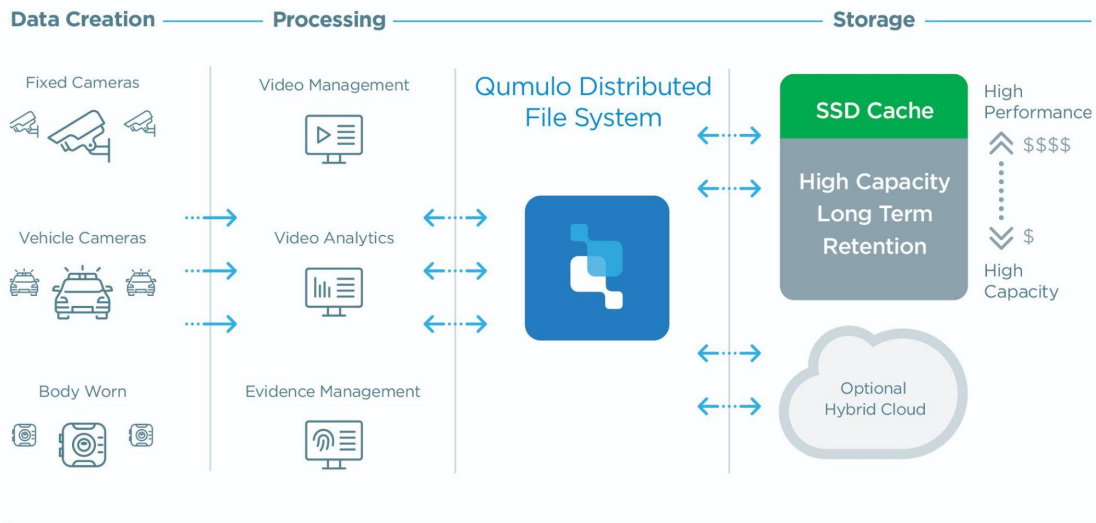 Data Creation
Processing
Storage
Fixed Cameras
Vehicle Cameras
Body Worn
Video Management
Video Analytics
Evidence Management
Qumulo Distributed
File System
SSD Cache
High Capacity
Long Term
Retention
High
Performance
$$$$
$
High
Capacity
Optional
Hybrid Cloud